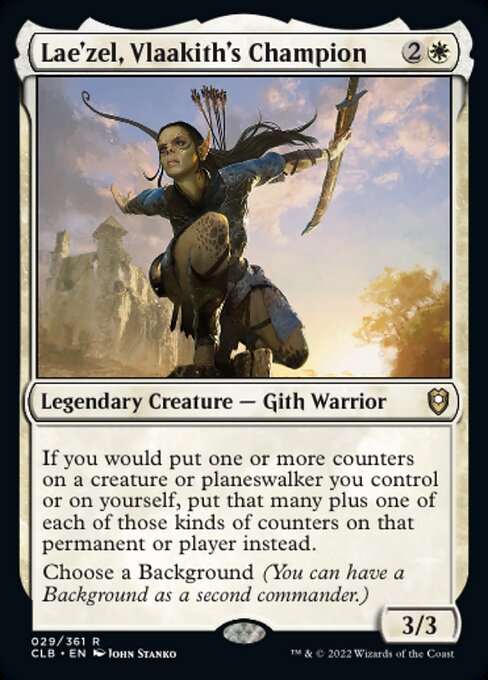 Lae'zel, Vlaakith's Champion 2
Legendary Creature — Gith Warrior
If you would put one or more counters
on a creature or planeswalker you control
or on yourself, put that many plus one of
each of those kinds of counters on that
permanent or player instead.
Choose a Background (You can have a
Background as a second commander.)
3/3
029/361 R
CLB • EN John Stanko
™ & © 2022 Wizards of the Coast